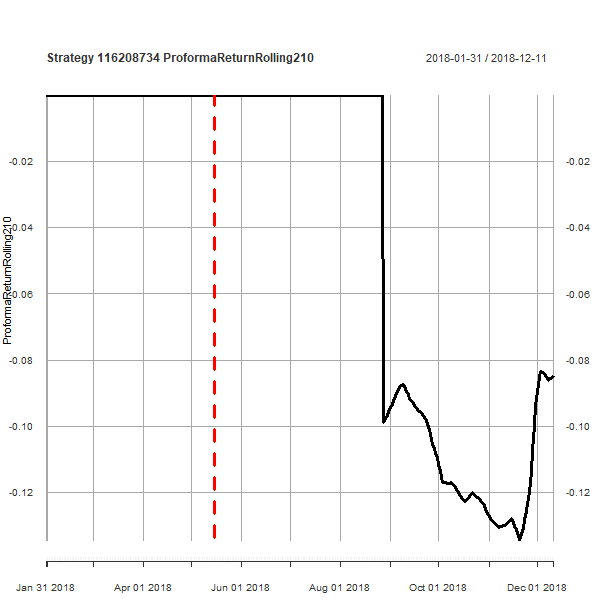 Strategy 116208734 ProformaReturnRolling210
2018-01-31 / 2018-12-11
ProformaReturnRolling210
-0.02
-0.04
-0.06
-0.08
-0.10
-0.12
-0.02
-0.04
-0.06
-0.08
-0.10
-0.12
Jan 31 2018
Apr 01 2018
Jun 01 2018
Aug 01 2018
Oct 01 2018
Dec 01 2018